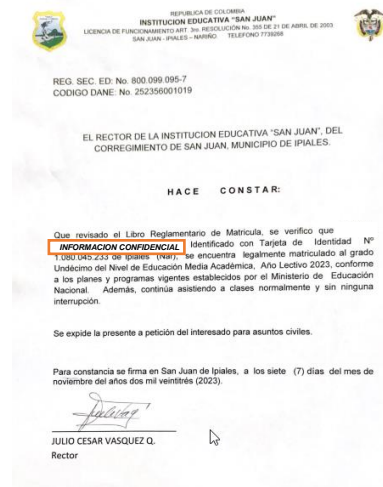 REPUBLICA DE COLOMBIA
INSTITUCION EDUCATIVA "SAN JUAN"
LICENCIA DE FUNCIONAMIENTO ART. 3ro. RESOLUCIÓN No. 355 DE 21 DE ABRIL DE 2003
SAN JUAN - IPIALES – NARIÑO. TELEFONO 7739268
REG. SEC. ED: No. 800.099.095-7
CODIGO DANE: No. 252356001019
EL RECTOR DE LA INSTITUCION EDUCATIVA "SAN JUAN", DEL
CORREGIMIENTO DE SAN JUAN, MUNICIPIO DE IPIALES.
HACE CONSTAR:
Que revisado el Libro Reglamentario de Matricula, se verifico que
INFORMACION CONFIDENCIAL Identificado con Tarjeta de Identidad Nº
1.080.045.233 de Ipiales (Nar), se encuentra legalmente matriculado al grado
Undécimo del Nivel de Educación Media Académica, Año Lectivo 2023, conforme
a los planes y programas vigentes establecidos por el Ministerio de Educación
Nacional. Además, continúa asistiendo a clases normalmente y sin ninguna
interrupción.
Se expide la presente a petición del interesado para asuntos civiles.
Para constancia se firma en San Juan de Ipiales, a los siete (7) días del mes de
noviembre del años dos mil veintitrés (2023).
JULIO CESAR VASQUEZ Q.
Rector